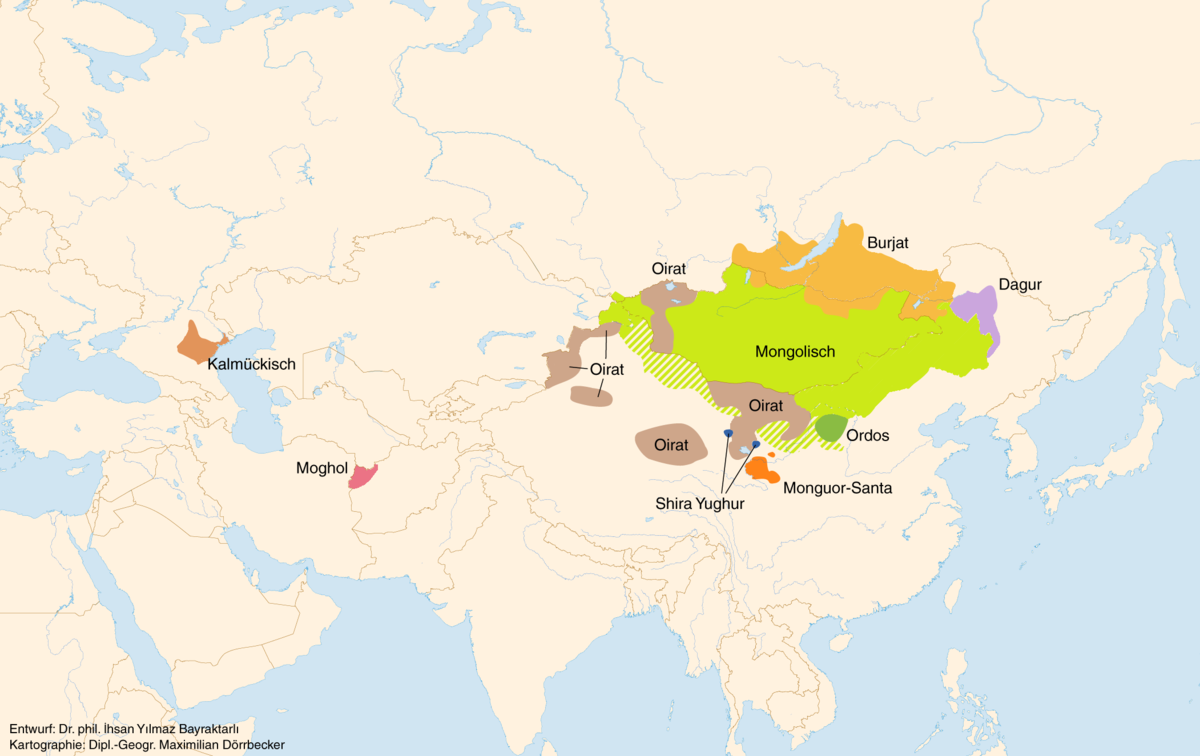 Burjat
Oirat
Dagur
Mongolisch
Kalmückisch
Oirat
Oirat
Ordos
Oirat
Moghol
Monguor-Santa
Shira Yughur
Entwurf: Dr. phil. İhsan Yılmaz Bayraktarlı
Kartographie: Dipl.-Geogr. Maximilian Dörrbecker